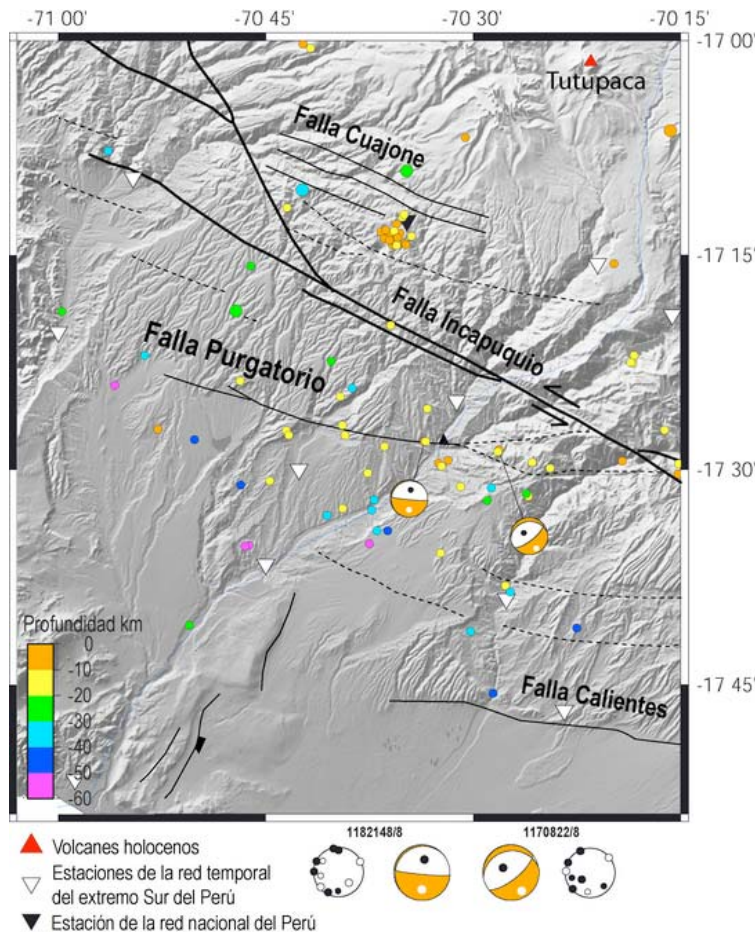 -71 00'
-70 45'
-70 30'
-70 15'
-17 00'
Tutupaca
Falla Cuajone
-17 15'
Falla Incapuquio
Falla Purgatorio
-17 30'
Profundidad km
0
-10
-20
-30
-40
-50
-60
Falla Calientes
-17 45'
1182148/8
1170822/8
Volcanes holocenos
Estaciones de la red temporal
del extremo Sur del Perú
Estación de la red nacional del Perú